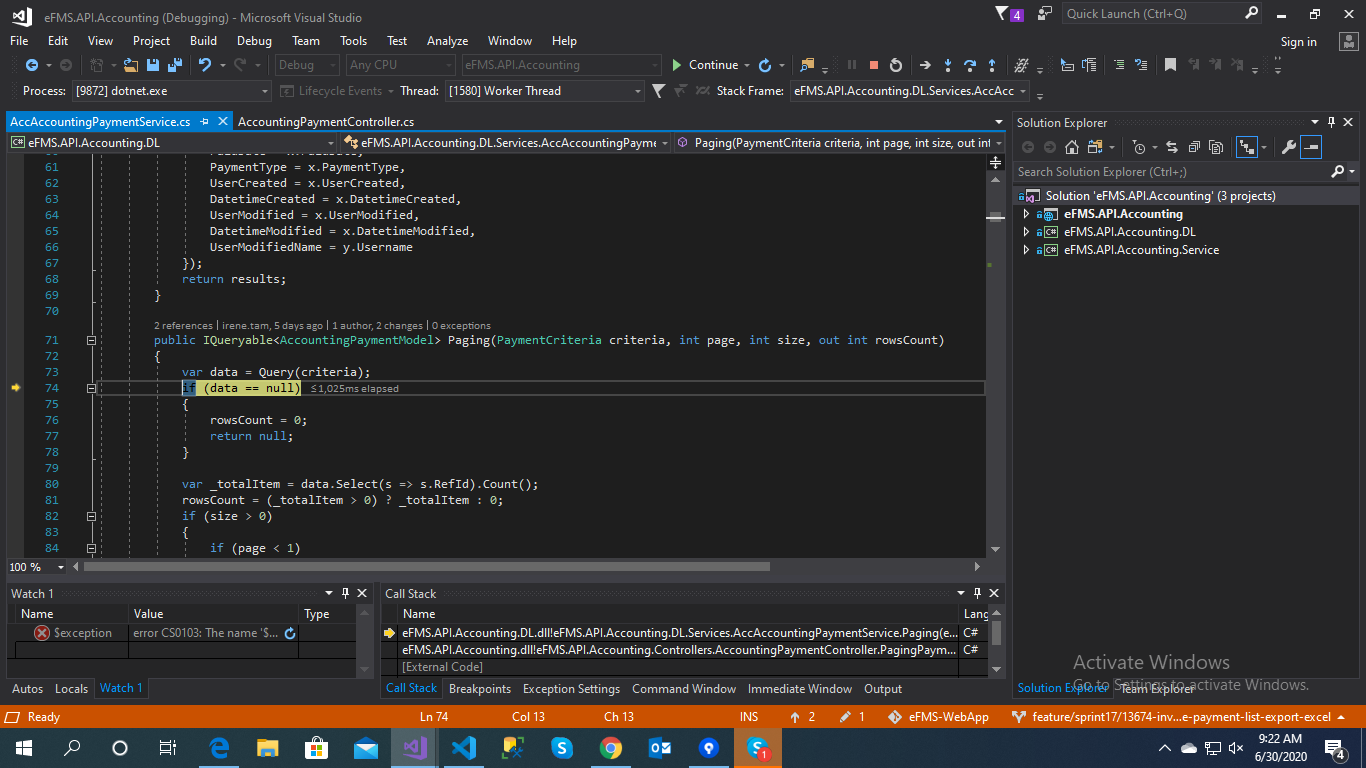 eFMS.API.Accounting (Debugging) - Microsoft Visual Studio
4
Quick Launch (Ctrl+Q)
File Edit View Project Build Debug Team Tools Test Analyze Window Help
Sign in
Debug Any CPU eFMS.API.Accounting Continue
Process: [9872] dotnet.exe Lifecycle Events Thread: [1580] Worker Thread Stack Frame: eFMS.API.Accounting.DL.Services.AccAcc
AccAccountingPaymentService.cs AccountingPaymentController.cs
eFMS.API.Accounting.DL eFMS.API.Accounting.DL.Services.AccAccountingPayme Paging(PaymentCriteria criteria, int page, int size, out int
61 PaymentType = x.PaymentType,
62 UserCreated = x.UserCreated,
63 DatetimeCreated = x.DatetimeCreated,
64 UserModified = x.UserModified,
65 DatetimeModified = x.DatetimeModified,
66 UserModifiedName = y.Username
67 });
68 return results;
69 }
70
2 references | irene.tam, 5 days ago | 1 author, 2 changes | 0 exceptions
71 public IQueryable<AccountingPaymentModel> Paging(PaymentCriteria criteria, int page, int size, out int rowsCount)
72 {
73 var data = Query(criteria);
74 if (data == null) ≤1,025ms elapsed
75 {
76 rowsCount = 0;
77 return null;
78 }
79
80 var _totalItem = data.Select(s => s.RefId).Count();
81 rowsCount = (_totalItem > 0) ? _totalItem : 0;
82 if (size > 0)
83 {
84 if (page < 1)
100 %
Solution Explorer
Search Solution Explorer (Ctrl+;)
Solution 'eFMS.API.Accounting' (3 projects)
eFMS.API.Accounting
C# eFMS.API.Accounting.DL
C# eFMS.API.Accounting.Service
Watch 1
Name Value Type
$exception error CS0103: The name '$...
Autos Locals Watch 1
Call Stack
Name Lang
eFMS.API.Accounting.DL.dll!eFMS.API.Accounting.DL.Services.AccAccountingPaymentService.Paging(e... C#
eFMS.API.Accounting.dll!eFMS.API.Accounting.Controllers.AccountingPaymentController.PagingPaym... C#
[External Code]
Call Stack Breakpoints Exception Settings Command Window Immediate Window Output
Activate Windows
Go to Settings to activate Windows.
Solution Explorer Team Explorer
Ready Ln 74 Col 13 Ch 13 INS 2 1 eFMS-WebApp feature/sprint17/13674-inv...e-payment-list-export-excel
1
9:22 AM
6/30/2020
4